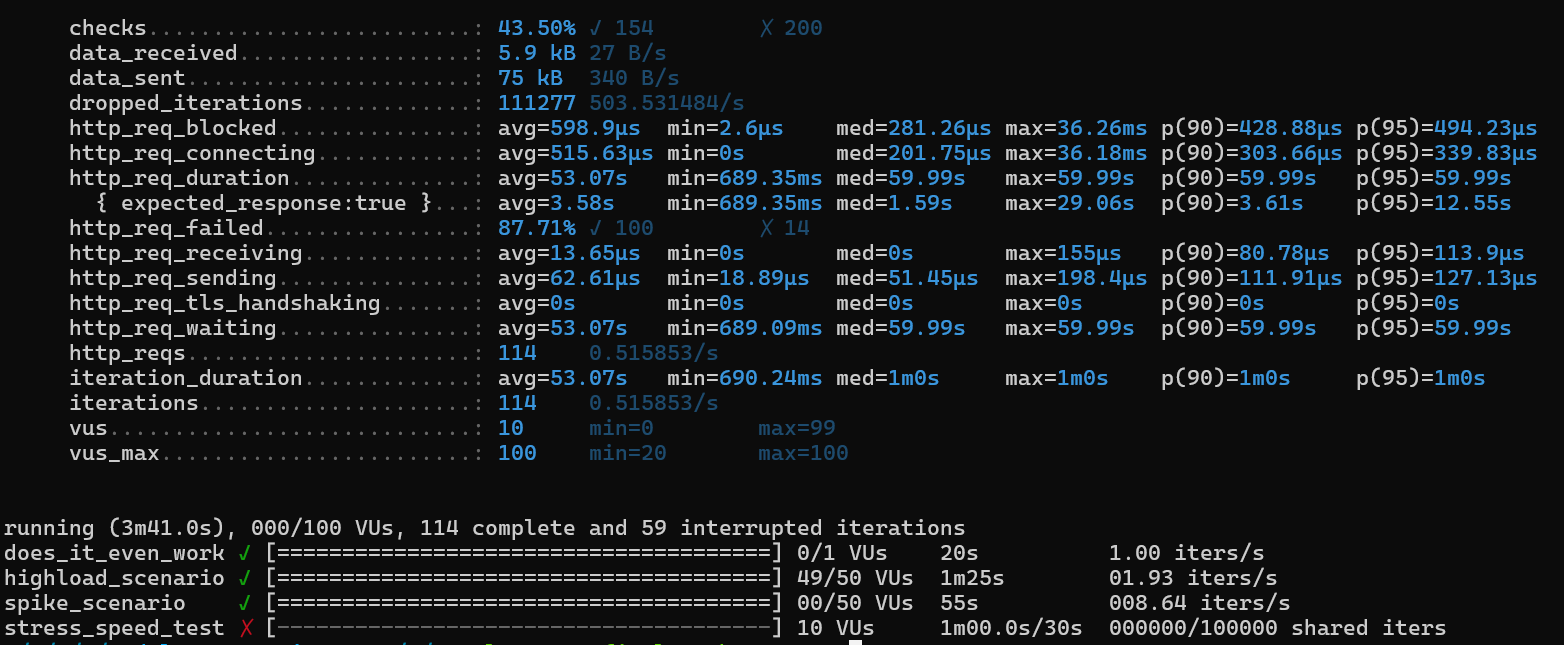 checks.........................: 43.50% ✓ 154 ✗ 200
data_received..................: 5.9 kB 27 B/s
data_sent......................: 75 kB 340 B/s
dropped_iterations.............: 111277 503.531484/s
http_req_blocked...............: avg=598.9µs min=2.6µs med=281.26µs max=36.26ms p(90)=428.88µs p(95)=494.23µs
http_req_connecting............: avg=515.63µs min=0s med=201.75µs max=36.18ms p(90)=303.66µs p(95)=339.83µs
http_req_duration..............: avg=53.07s min=689.35ms med=59.99s max=59.99s p(90)=59.99s p(95)=59.99s
{ expected_response:true }...: avg=3.58s min=689.35ms med=1.59s max=29.06s p(90)=3.61s p(95)=12.55s
http_req_failed................: 87.71% ✓ 100 ✗ 14
http_req_receiving.............: avg=13.65µs min=0s med=0s max=155µs p(90)=80.78µs p(95)=113.9µs
http_req_sending...............: avg=62.61µs min=18.89µs med=51.45µs max=198.4µs p(90)=111.91µs p(95)=127.13µs
http_req_tls_handshaking.......: avg=0s min=0s med=0s max=0s p(90)=0s p(95)=0s
http_req_waiting...............: avg=53.07s min=689.09ms med=59.99s max=59.99s p(90)=59.99s p(95)=59.99s
http_reqs......................: 114 0.515853/s
iteration_duration.............: avg=53.07s min=690.24ms med=1m0s max=1m0s p(90)=1m0s p(95)=1m0s
iterations.....................: 114 0.515853/s
vus............................: 10 min=0 max=99
vus_max........................: 100 min=20 max=100
running (3m41.0s), 000/100 VUs, 114 complete and 59 interrupted iterations
does_it_even_work ✓ [======================================] 0/1 VUs 20s 1.00 iters/s
highload_scenario ✓ [======================================] 49/50 VUs 1m25s 01.93 iters/s
spike_scenario ✓ [======================================] 00/50 VUs 55s 008.64 iters/s
stress_speed_test ✗ [--------------------------------------] 10 VUs 1m00.0s/30s 000000/100000 shared iters